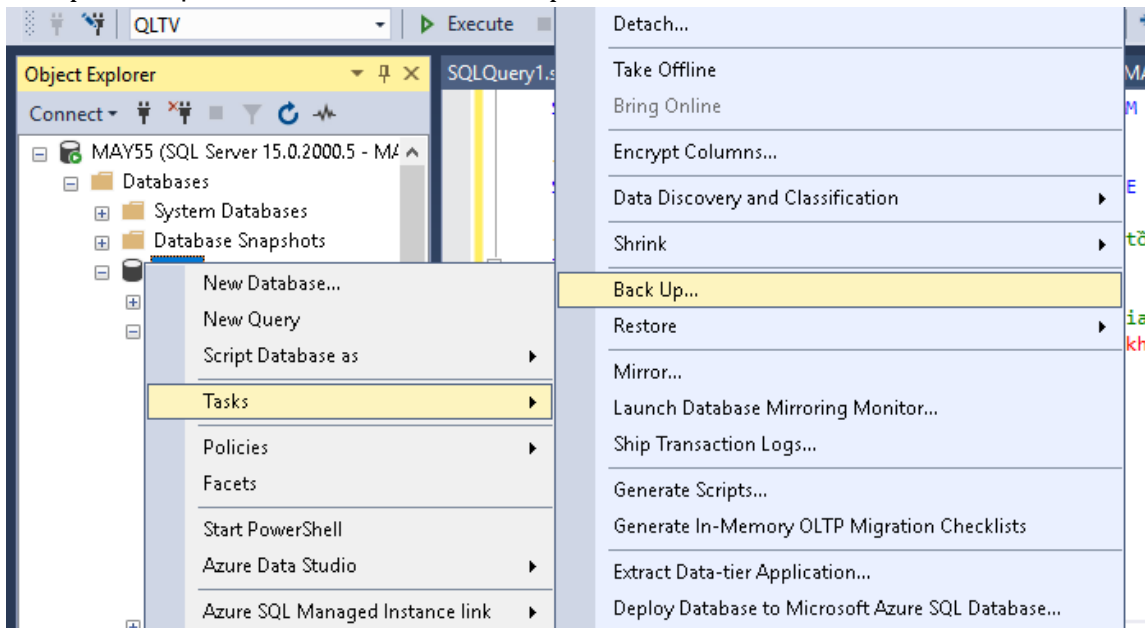 QLTV
Execute
Object Explorer
SQLQuery1.s
Connect
MAY55 (SQL Server 15.0.2000.5 - MA
Databases
System Databases
Database Snapshots
New Database...
New Query
Script Database as
Tasks
Policies
Facets
Start PowerShell
Azure Data Studio
Azure SQL Managed Instance link
Detach...
Take Offline
Bring Online
Encrypt Columns...
Data Discovery and Classification
Shrink
Back Up...
Restore
Mirror...
Launch Database Mirroring Monitor...
Ship Transaction Logs...
Generate Scripts...
Generate In-Memory OLTP Migration Checklists
Extract Data-tier Application...
Deploy Database to Microsoft Azure SQL Database...
MA
M
E
tồ
ia
kh